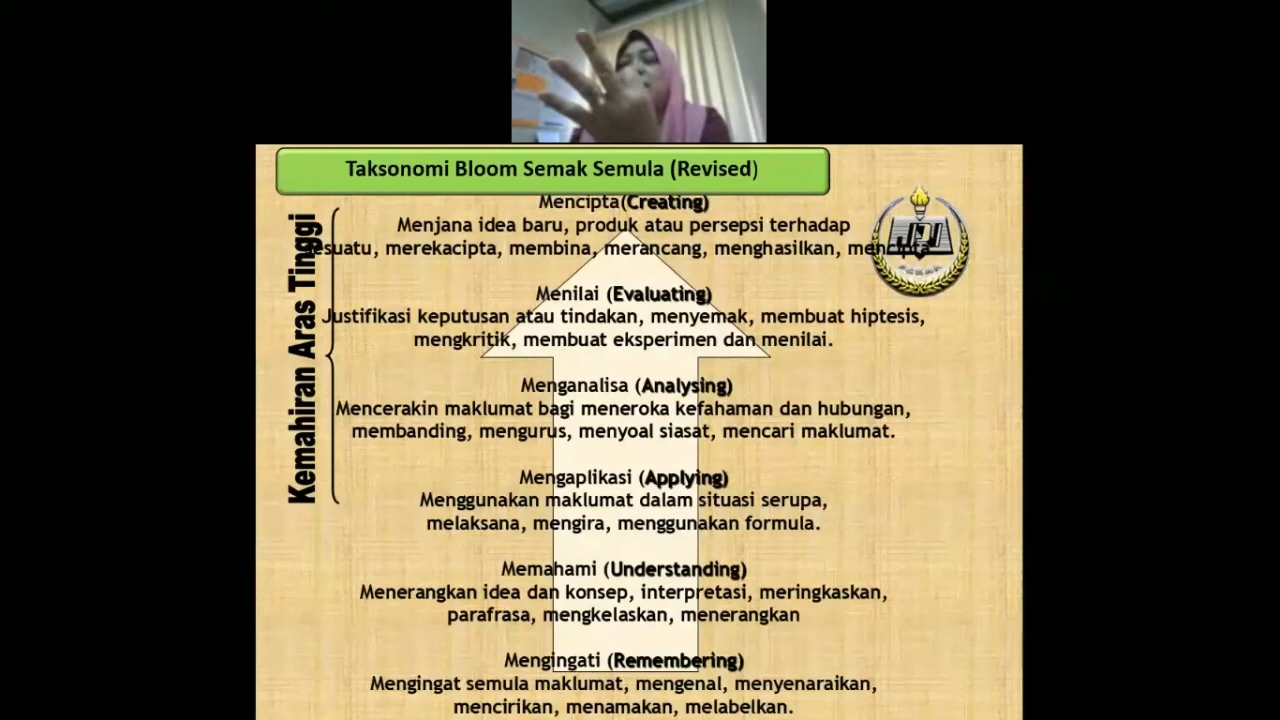 Taksonomi Bloom Semak Semula (Revised)
Mencipta(Creating)
Menjana idea baru, produk atau persepsi terhadap
merekacipta, membina, merancang, menghasilkan, mencipta
Menilai (Evaluating)
Justifikasi keputusan atau tindakan, menyemak, membuat hiptesis,
mengkritik, membuat eksperimen dan menilai.
Menganalisa (Analysing)
Mencerakin maklumat bagi meneroka kefahaman dan hubungan,
membanding, mengurus, menyoal siasat, mencari maklumat.
Mengaplikasi (Applying)
Menggunakan maklumat dalam situasi serupa,
melaksana, mengira, menggunakan formula.
Memahami (Understanding)
Menerangkan idea dan konsep, interpretasi, meringkaskan,
parafrasa, mengkelaskan, menerangkan
Mengingati (Remembering)
Mengingat semula maklumat, mengenal, menyenaraikan,
mencirikan, menamakan, melabelkan.
Kemahiran Aras Tinggi